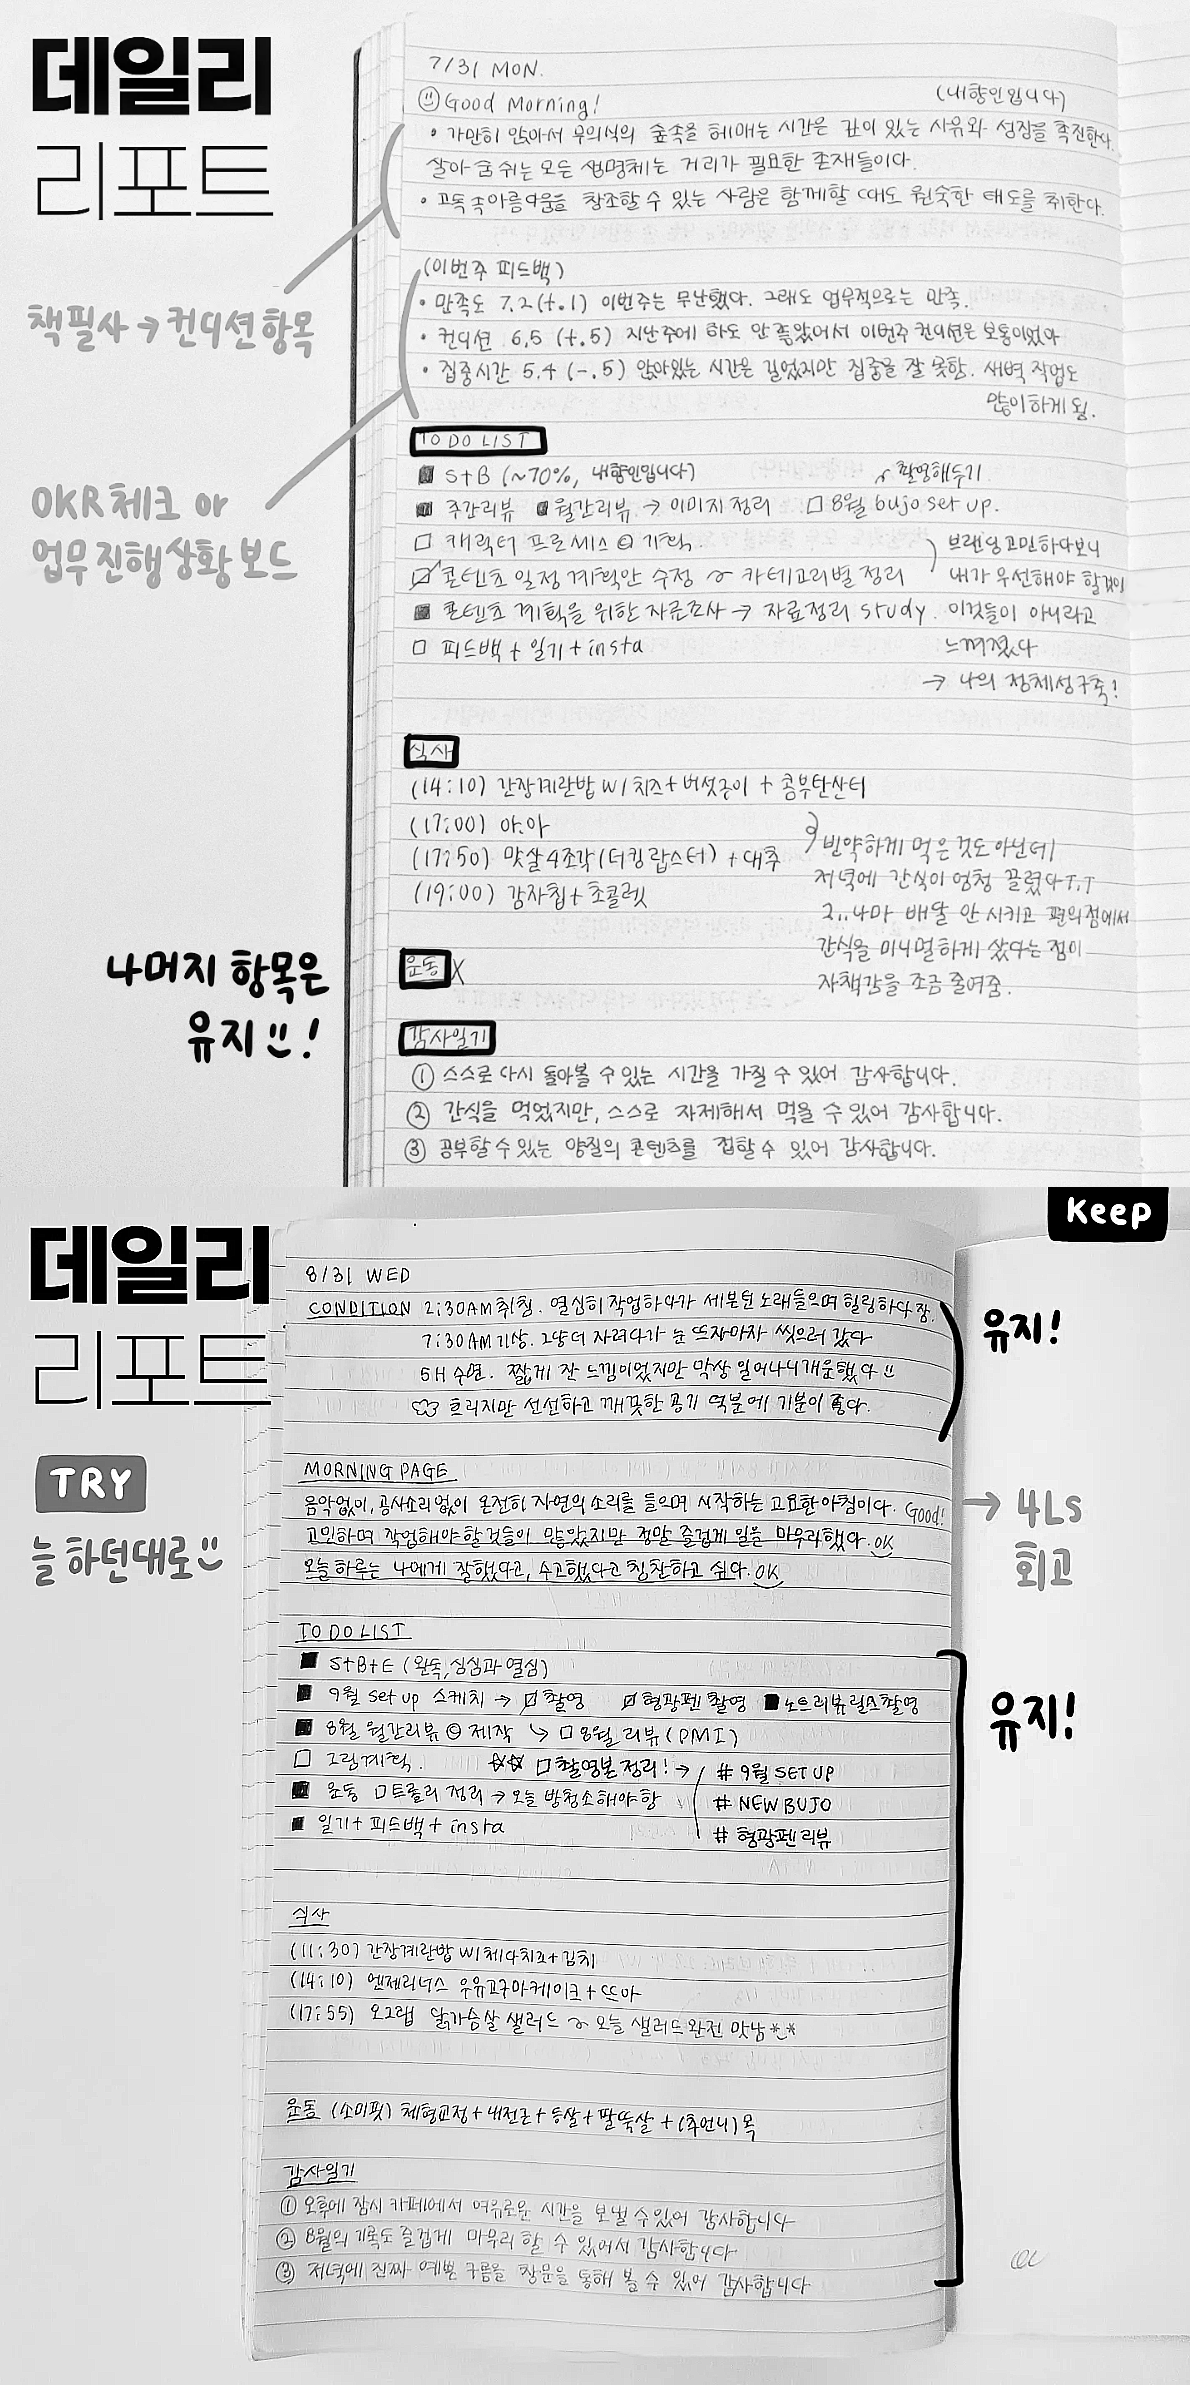 데일리
리포트
7/31 MON.
Good Morning!
(내향인입니다)
• 가만히 앉아서 무의식의 숲속을 헤매는 시간은 깊이 있는 사유와 성장을 촉진한다.
살아 숨쉬는 모든 생명체는 거리가 필요한 존재들이다.
• 고독 속 아름다움을 창조할 수 있는 사람은 함께할 때도 원숙한 태도를 취한다.
책필사 → 컨디션 항목
(이번주 피드백)
• 만족도 7.2 (+.1) 이번주는 무난했다. 그래도 업무적으로는 만족.
• 컨디션 6.5 (+.5) 지난주에 하도 안 좋았어서 이번주 컨디션은 보통이었다
• 집중시간 5.4 (-.5) 앉아있는 시간은 길었지만 집중을 잘 못함. 새벽 작업도
많이하게 됨.
OKR 체크 or
업무 진행상황 보드
TO DO LIST
S+B (~70%, 내향인입니다)
촬영해두기
주간리뷰 월간리뷰 → 이미지 정리 8월 bujo set up.
캐릭터 프로세스 기획.
콘텐츠 일정 계획안 수정 ~ 카테고리별 정리
콘텐츠 계획을 위한 자료조사 → 자료정리 study.
피드백 + 일기 + insta
브랜딩 고민하다보니
내가 우선해야 할것이
이것들이 아니라고
느껴졌다
→ 나의 정체성 구축!
식사
(14:10) 간장계란밥 w/ 치즈 + 버섯구이 + 콤부탄산티
(17:00) 아.아
(17:50) 맛살 4조각 (더킹랍스터) + 대추
(19:00) 감자칩 + 초콜렛
빈약하게 먹은 것도 아닌데
저녁에 간식이 엄청 끌렸다 T.T
그나마 배달 안 시키고 편의점에서
간식을 미니멀하게 샀다는 점이
자책감을 조금 줄여줌.
나머지 항목은
유지 !
운동 X
감사일기
① 스스로 다시 돌아볼 수 있는 시간을 가질 수 있어 감사합니다.
② 간식을 먹었지만, 스스로 자제해서 먹을 수 있어 감사합니다.
③ 공부할 수 있는 양질의 콘텐츠를 접할 수 있어 감사합니다.
Keep
데일리
리포트
TRY
늘 하던대로
8/31 WED
CONDITION 2:30AM 취침. 열심히 작업하다가 세븐틴 노래들으며 힐링하다 잠.
7:30AM 기상. 그냥 더 자려다가 눈 뜨자마자 씻으러 갔다
5H 수면. 짧게 잔 느낌이었지만 막상 일어나니 개운했다
흐리지만 선선하고 깨끗한 공기 덕분에 기분이 좋다.
유지!
MORNING PAGE
음악없이, 공사소리없이 온전히 자연의 소리를 들으며 시작하는 고요한 아침이다. Good!
고민하며 작업해야 할 것들이 많았지만 정말 즐겁게 일을 마무리했다. OK
오늘 하루는 나에게 잘했다고, 수고했다고 칭찬하고 싶다. OK
→ 4Ls
회고
TO DO LIST
S+B+E (완숙, 심심과 열심)
9월 set up 스케치 → 촬영 형광펜 촬영 노트리뷰 릴스 촬영
8월 월간리뷰 제작 → 8월 리뷰 (PMI)
그림계획. 촬영본 정리! → # 9월 SET UP
운동 트롤리 정리 → 오늘 방청소해야함 # NEW BUJO
일기 + 피드백 + insta # 형광펜 리뷰
유지!
식사
(11:30) 간장계란밥 w/ 체다치즈 + 김치
(14:10) 엔제리너스 우유고구마케이크 + 뜨아
(17:55) 오그랩 닭가슴살 샐러드 ~ 오늘 샐러드 완전 맛남
운동 (소미핏) 체형교정 + 내전근 + 등살 + 팔뚝살 + (추언니) 목
감사일기
① 오후에 잠시 카페에서 여유로운 시간을 보낼 수 있어 감사합니다
② 8월의 기록도 즐겁게 마무리 할 수 있어서 감사합니다
③ 저녁에 진짜 예쁜 구름을 창문을 통해 볼 수 있어 감사합니다